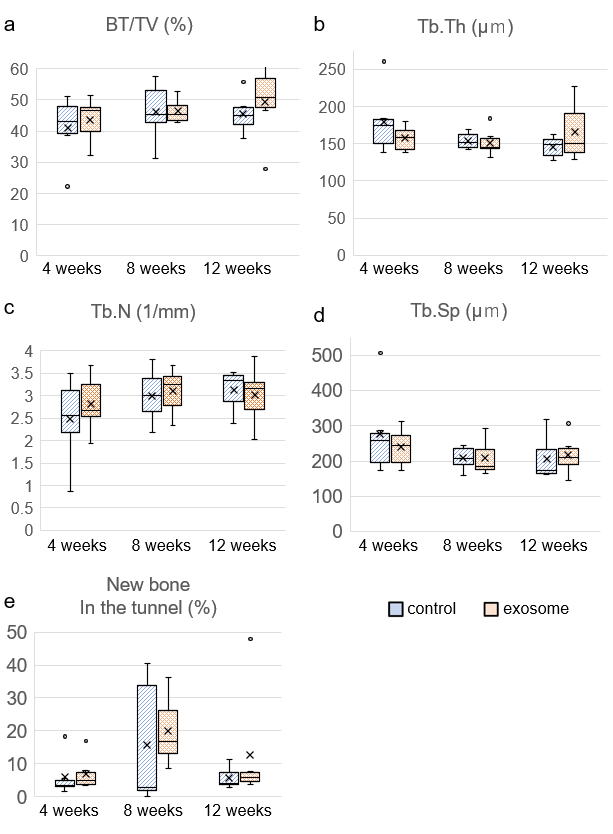 a
BT/TV (%)
60
50
40
30
20
10
0
4 weeks 8 weeks 12 weeks
b
Tb.Th (μm)
250
200
150
100
50
0
4 weeks 8 weeks 12 weeks
c
Tb.N (1/mm)
4
3.5
3
2.5
2
1.5
1
0.5
0
4 weeks 8 weeks 12 weeks
d
Tb.Sp (μm)
500
400
300
200
100
0
4 weeks 8 weeks 12 weeks
e
New bone
In the tunnel (%)
50
40
30
20
10
0
4 weeks 8 weeks 12 weeks
control exosome